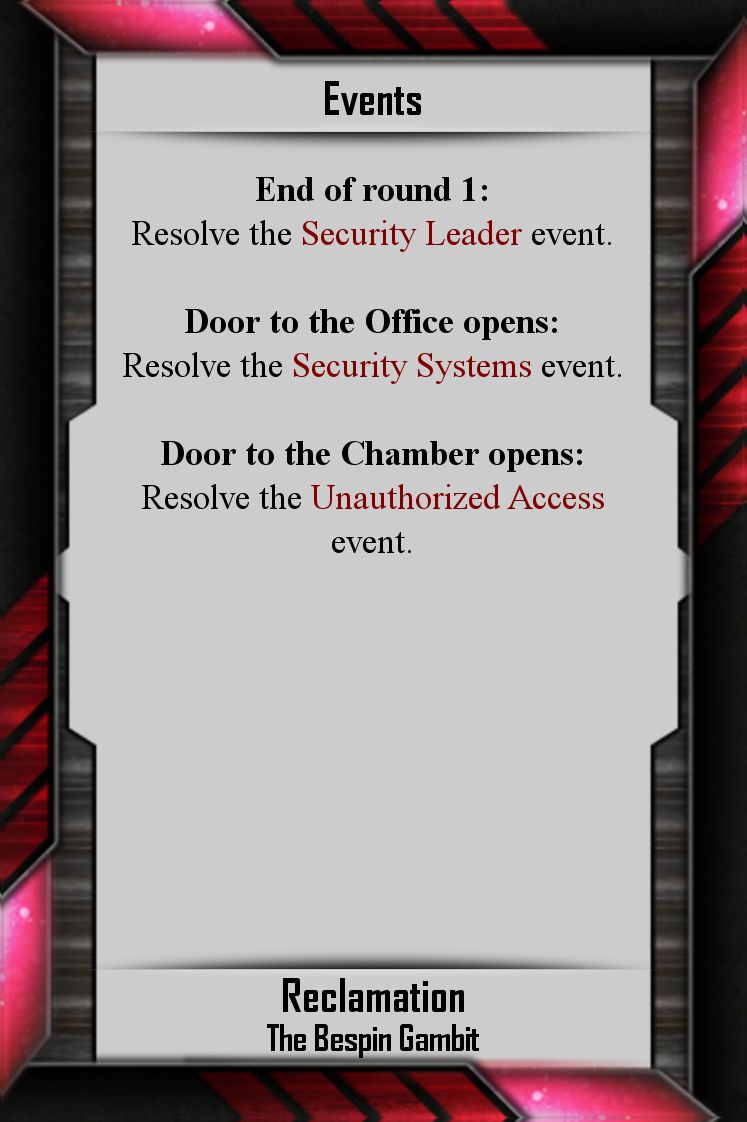 Events
End of round 1:
Resolve the Security Leader event.
Door to the Office opens:
Resolve the Security Systems event.
Door to the Chamber opens:
Resolve the Unauthorized Access
event.
Reclamation
The Bespin Gambit